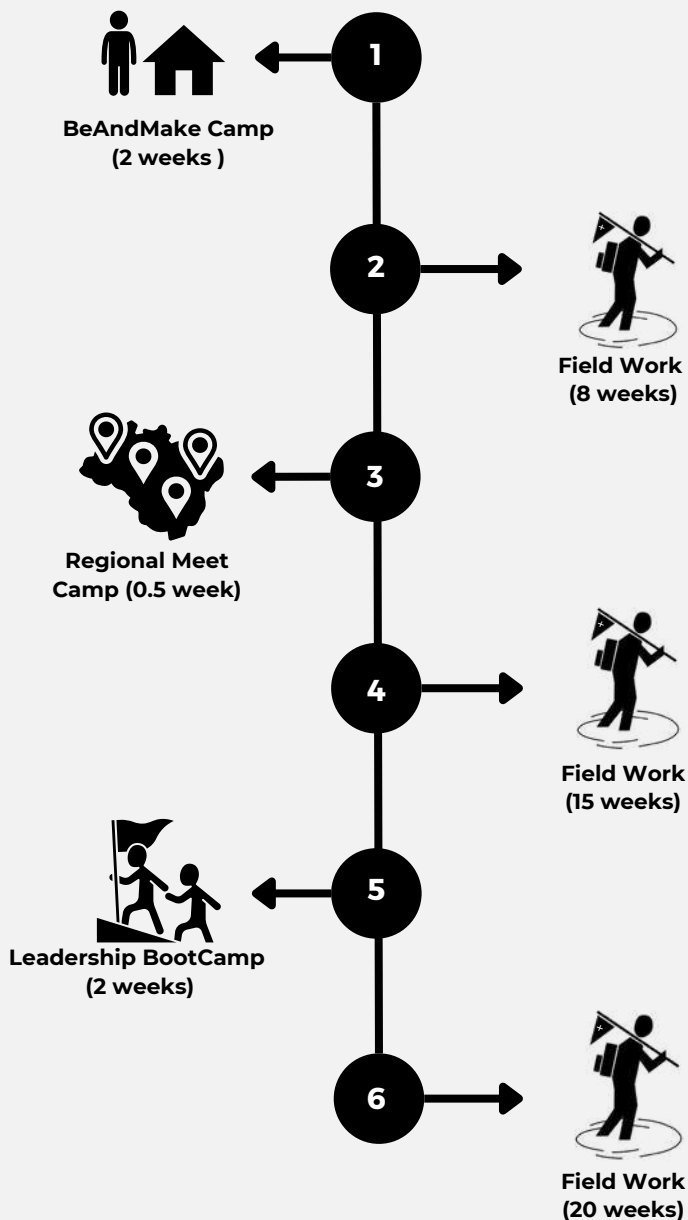 1
BeAndMake Camp
(2 weeks )
2
Field Work
(8 weeks)
3
Regional Meet
Camp (0.5 week)
4
Field Work
(15 weeks)
5
Leadership BootCamp
(2 weeks)
6
Field Work
(20 weeks)